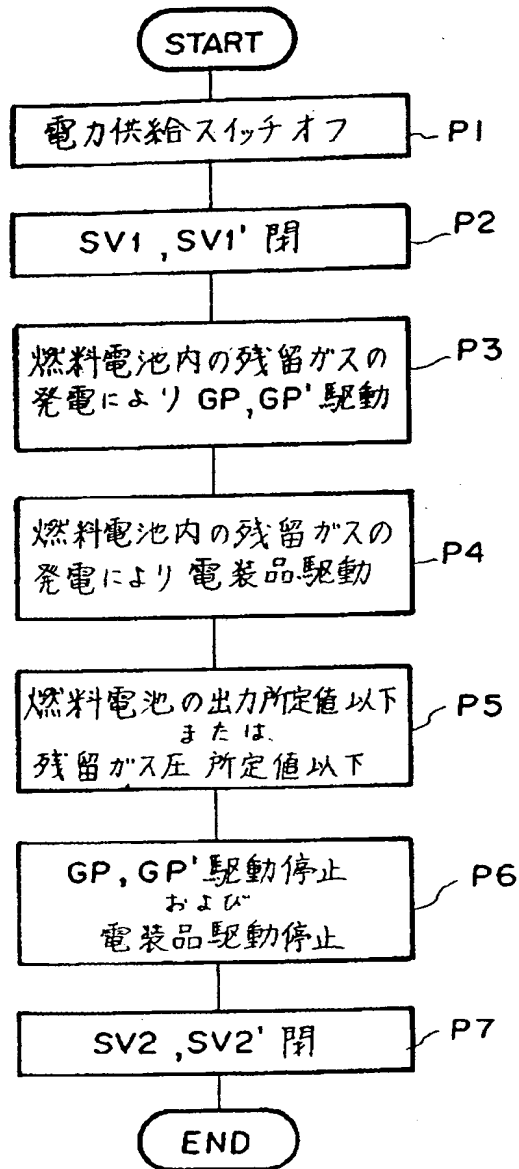 START
電力供給スイッチオフ
P1
SV1, SV1' 閉
P2
燃料電池内の残留ガスの
発電により GP, GP' 駆動
P3
燃料電池内の残留ガスの
発電により 電装品駆動
P4
燃料電池の出力所定値以下
または、
残留ガス圧 所定値以下
P5
GP, GP' 駆動停止
および
電装品駆動停止
P6
SV2, SV2' 閉
P7
END